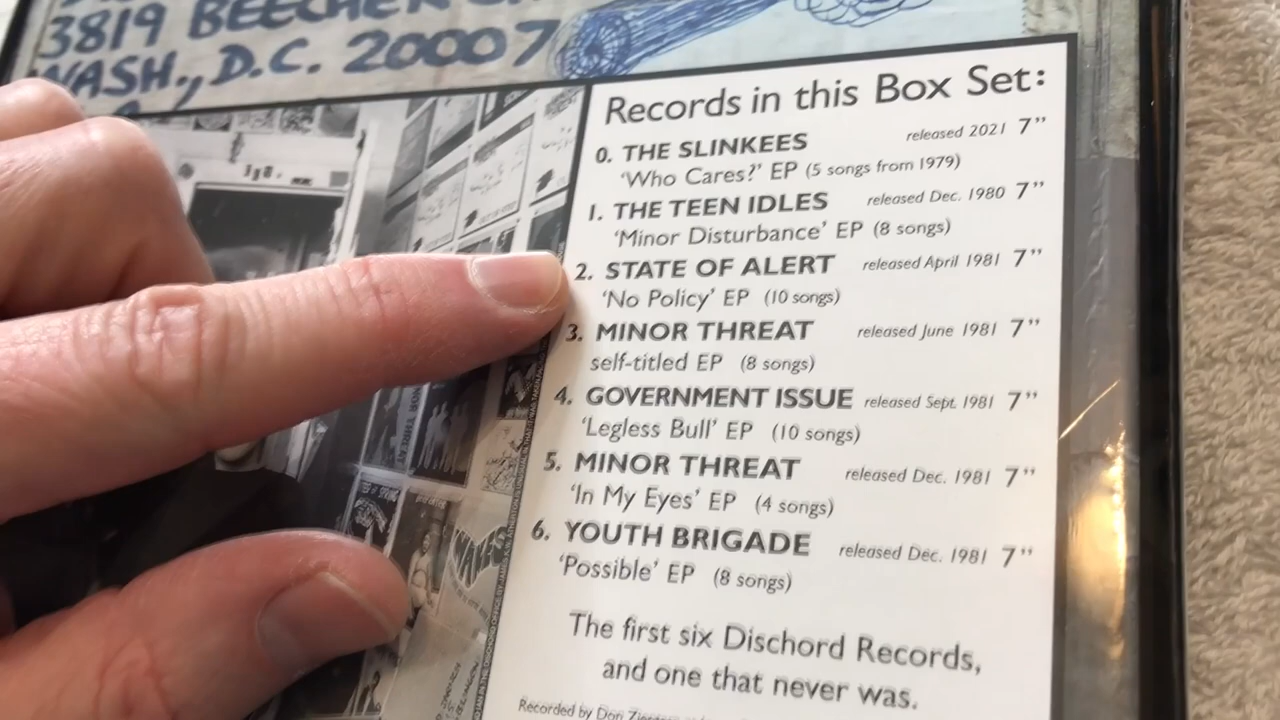 3819 BEECHER
WASH., D.C. 20007
Records in this Box Set:
0. THE SLINKEES released 2021 7"
'Who Cares?' EP (5 songs from 1979)
1. THE TEEN IDLES released Dec. 1980 7"
'Minor Disturbance' EP (8 songs)
2. STATE OF ALERT released April 1981 7"
'No Policy' EP (10 songs)
3. MINOR THREAT released June 1981 7"
self-titled EP (8 songs)
4. GOVERNMENT ISSUE released Sept. 1981 7"
'Legless Bull' EP (10 songs)
5. MINOR THREAT released Dec. 1981 7"
'In My Eyes' EP (4 songs)
6. YOUTH BRIGADE released Dec. 1981 7"
'Possible' EP (8 songs)
The first six Dischord Records,
and one that never was.
Recorded by Don